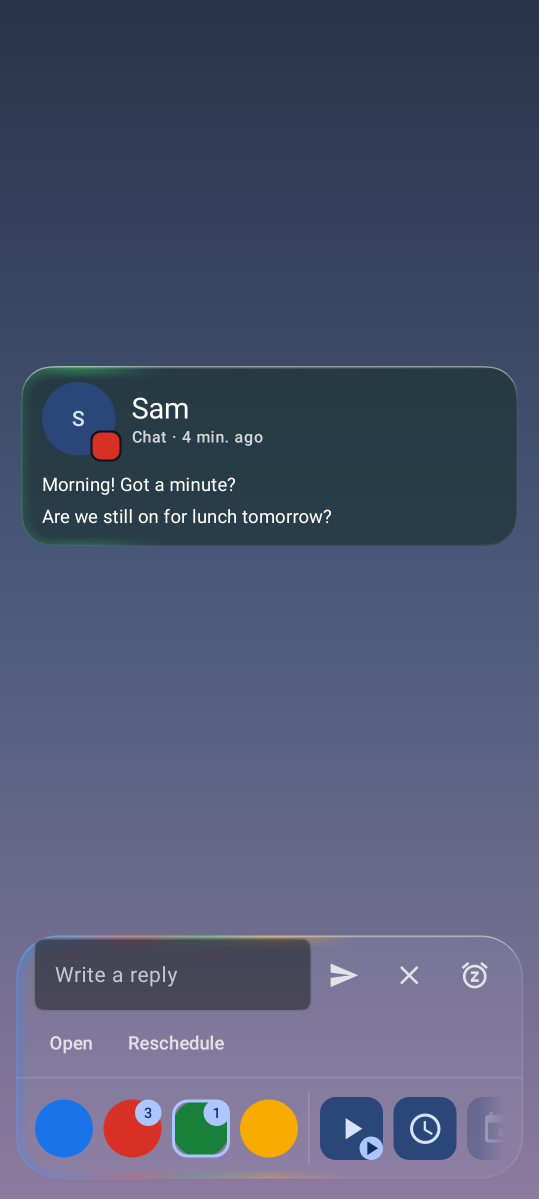 S
Sam
Chat · 4 min. ago
Morning! Got a minute?
Are we still on for lunch tomorrow?
Write a reply
Open Reschedule
3 1